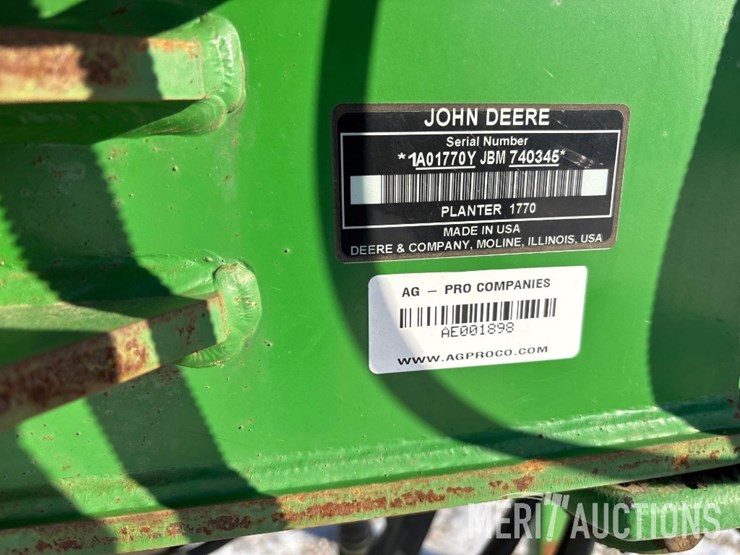 JOHN DEERE
Serial Number
*1A01770Y JBM 740345*
PLANTER 1770
MADE IN USA
DEERE & COMPANY, MOLINE, ILLINOIS, USA
AG – PRO COMPANIES
AE001898
WWW.AGPROCO.COM
MERIT AUCTIONS